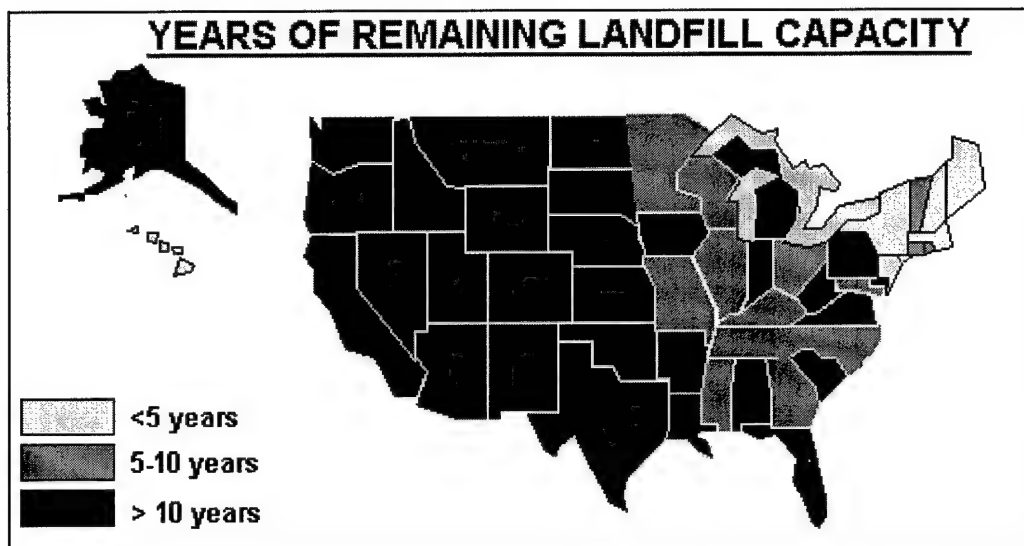 YEARS OF REMAINING LANDFILL CAPACITY
<5 years
5-10 years
> 10 years